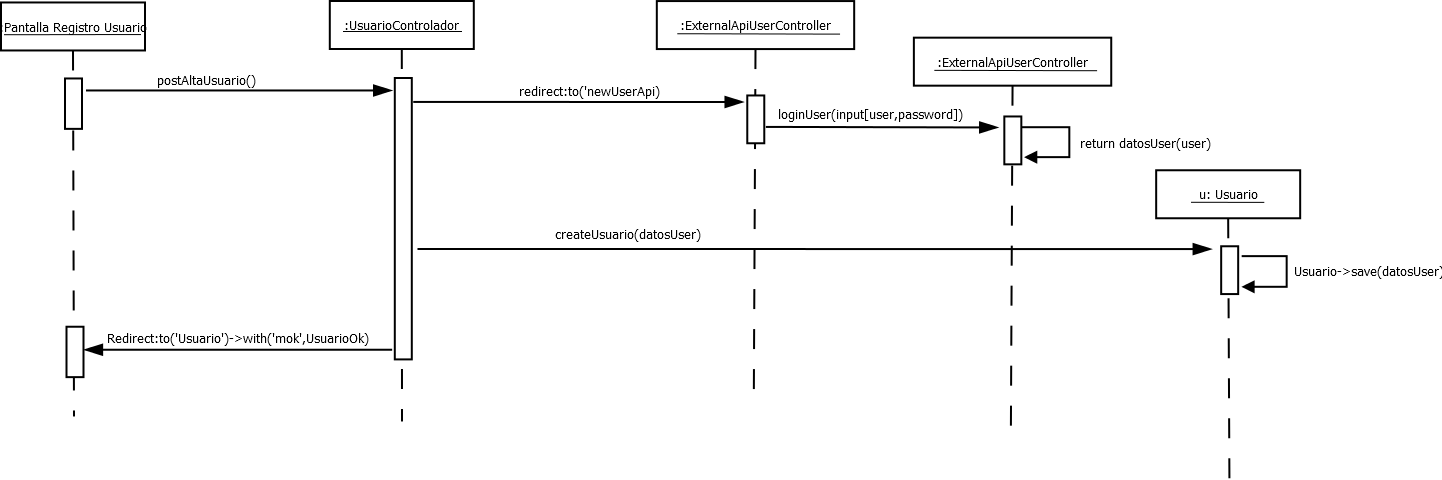 :Pantalla Registro Usuario
:UsuarioControlador
:ExternalApiUserController
:ExternalApiUserController
postAltaUsuario()
redirect:to('newUserApi)
loginUser(input[user,password])
return datosUser(user)
u: Usuario
createUsuario(datosUser)
Usuario->save(datosUser)
Redirect:to('Usuario')->with('mok',UsuarioOk)